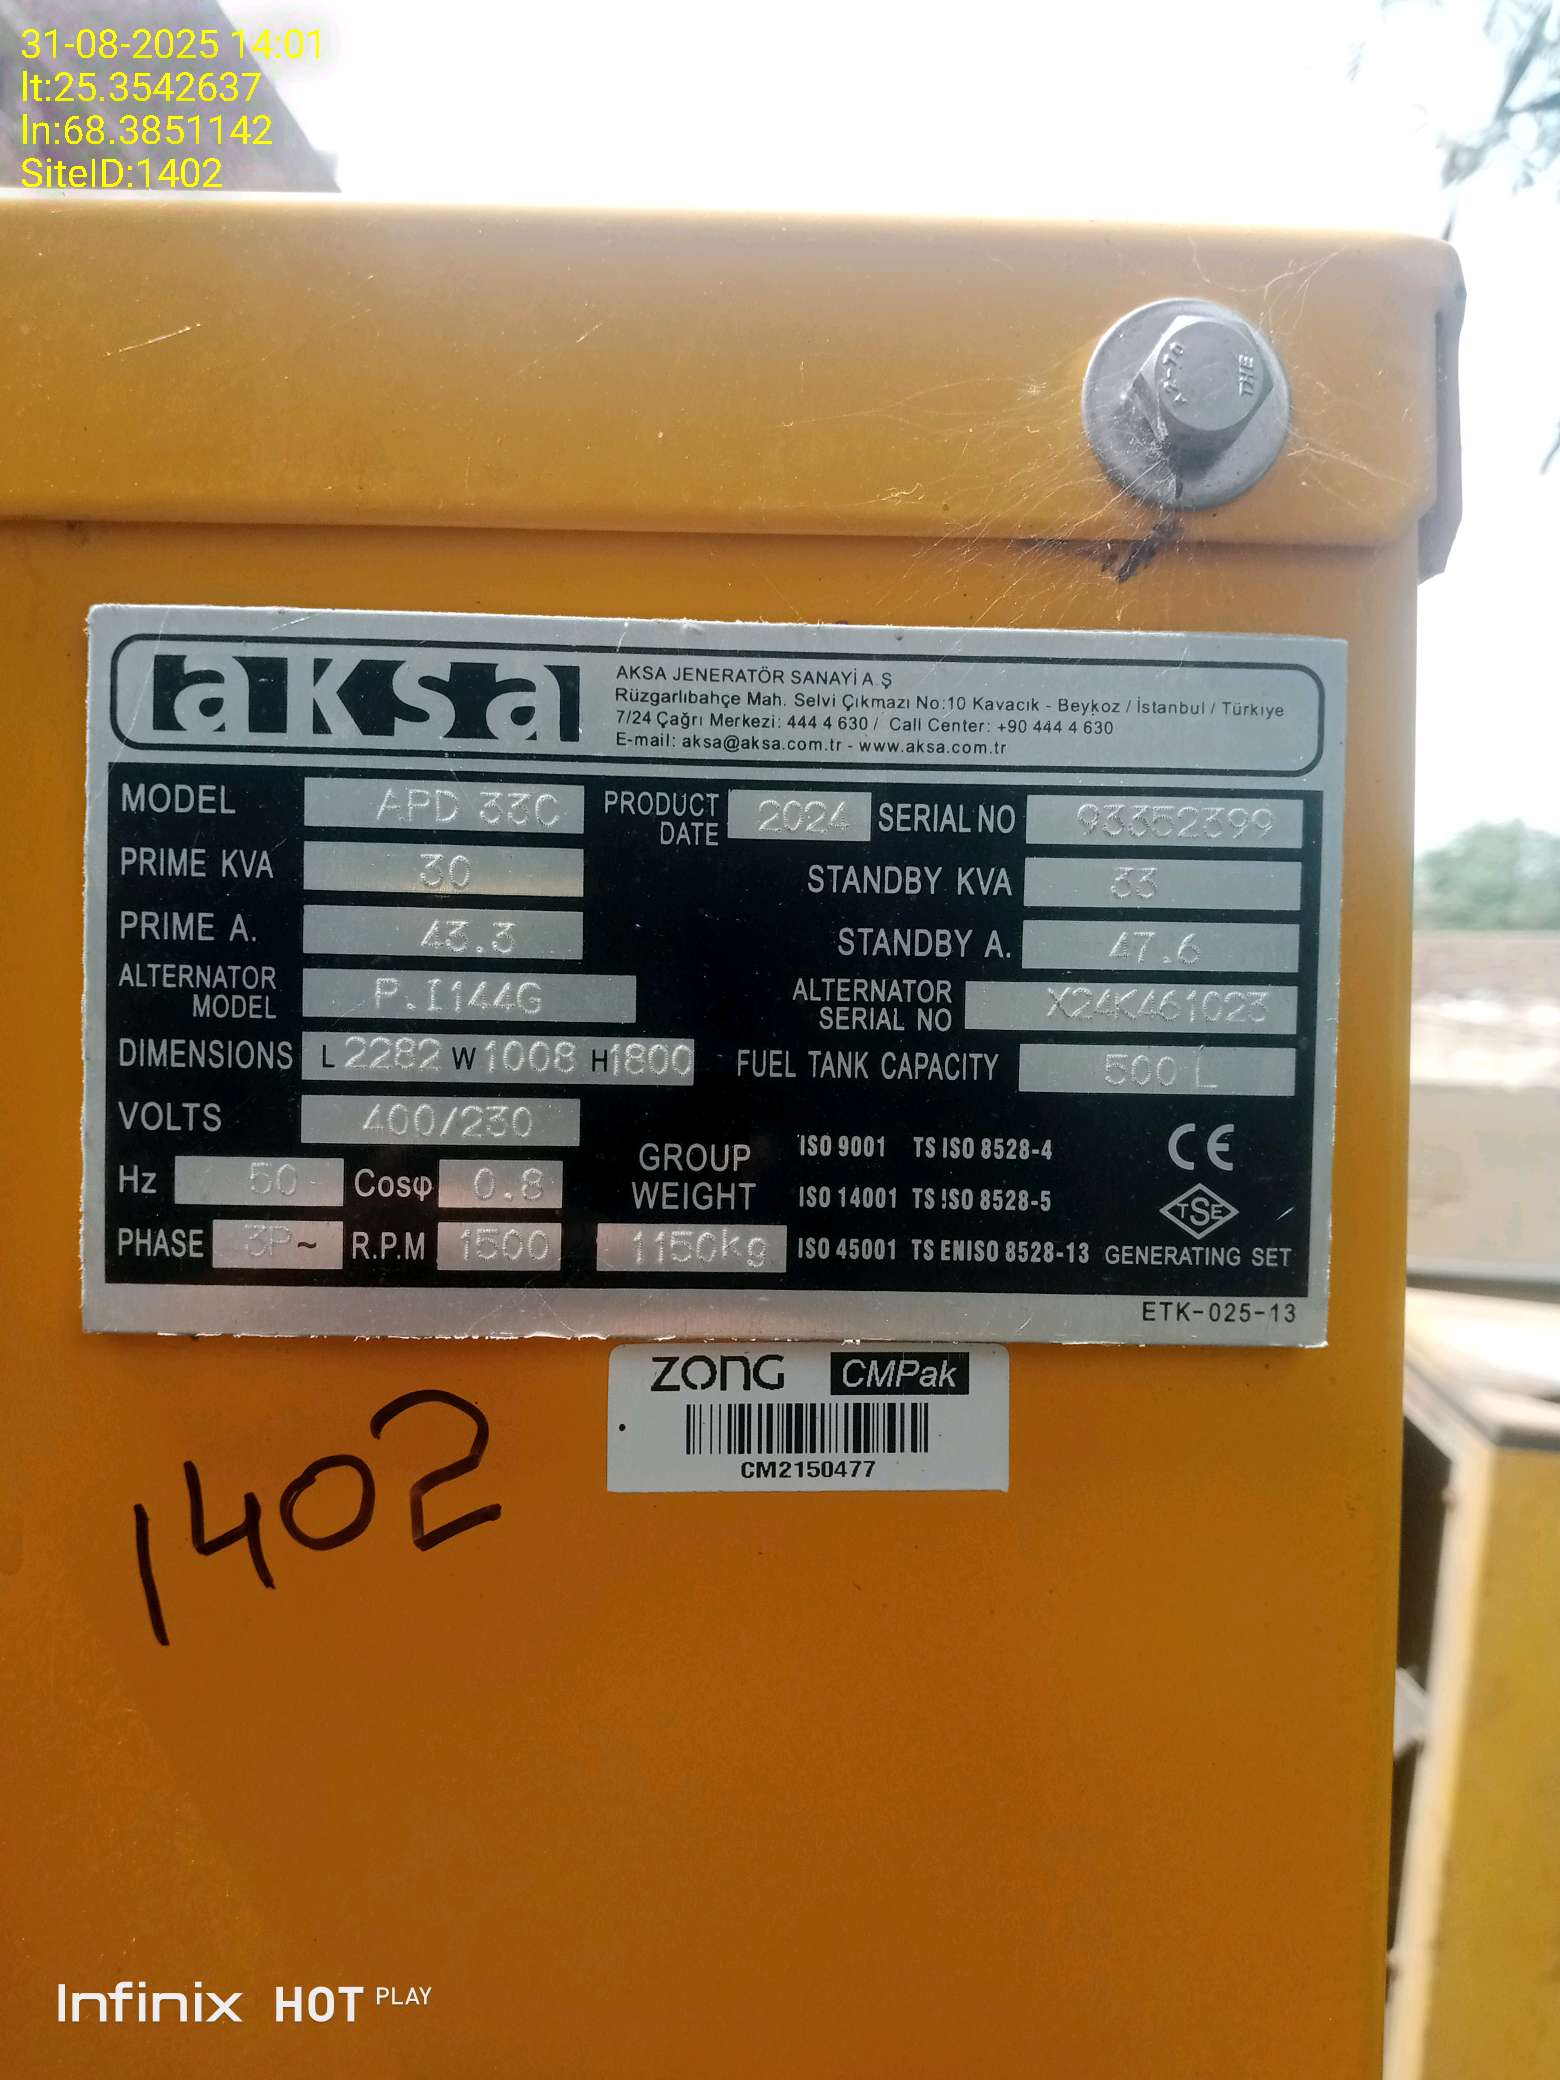 31-08-2025 14:01
lt:25.3542637
ln:68.3851142
SiteID:1402
A2-70
THE
aksa
AKSA JENERATÖR SANAYİ A.Ş
Rüzgarlıbahçe Mah. Selvi Çıkmazı No:10 Kavacık - Beykoz / İstanbul / Türkiye
7/24 Çağrı Merkezi: 444 4 630 / Call Center: +90 444 4 630
E-mail: aksa@aksa.com.tr - www.aksa.com.tr
MODEL APD 33C PRODUCT DATE 2024 SERIAL NO 93352399
PRIME KVA 30 STANDBY KVA 33
PRIME A. 43.3 STANDBY A. 47.6
ALTERNATOR MODEL P.I144G ALTERNATOR SERIAL NO X24K461023
DIMENSIONS L 2282 W 1008 H 1800 FUEL TANK CAPACITY 500 L
VOLTS 400/230
Hz 50 Cosφ 0.8
PHASE 3P~ R.P.M 1500
GROUP WEIGHT 1150kg
ISO 9001 TS ISO 8528-4
ISO 14001 TS ISO 8528-5
ISO 45001 TS EN ISO 8528-13
CE
TSE
GENERATING SET
ETK-025-13
ZONG CMPak
CM2150477
1402
Infinix HOT PLAY